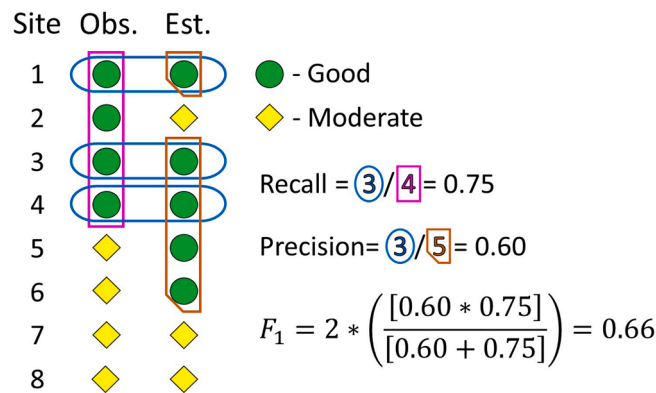 Site Obs. Est.
1
- Good
2
- Moderate
3
Recall = 3/4 = 0.75
4
5
Precision= 3/5 = 0.60
6
F₁ = 2 * ([0.60 * 0.75] / [0.60 + 0.75]) = 0.66
7
8